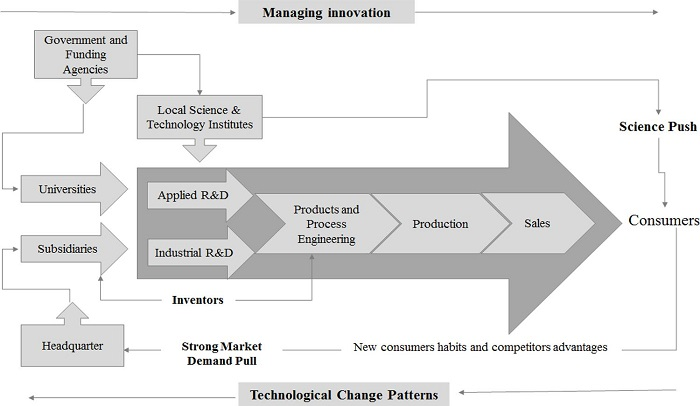 Managing innovation
Government and
Funding
Agencies
Local Science &
Technology Institutes
Science Push
Universities
Applied R&D
Products and
Process
Engineering
Production
Sales
Consumers
Subsidiaries
Industrial R&D
Inventors
Headquarter
Strong Market
Demand Pull
New consumers habits and competitors advantages
Technological Change Patterns